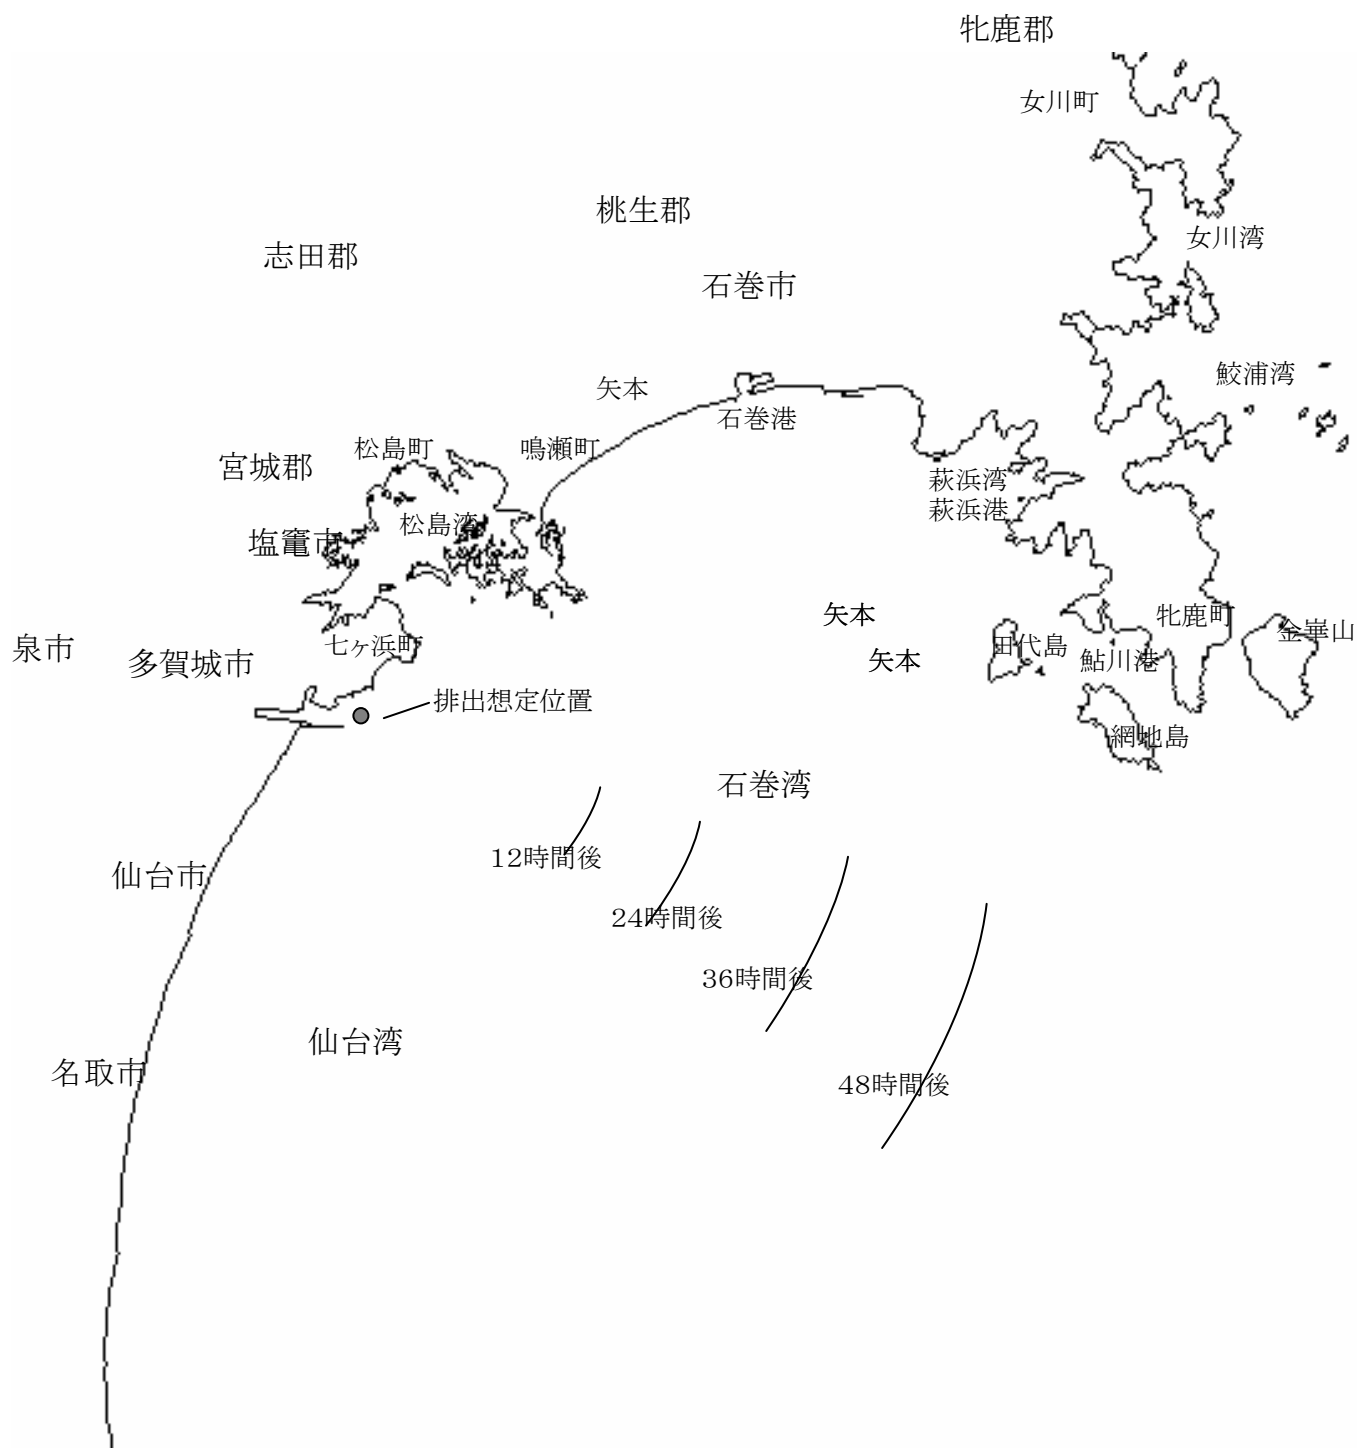 牝鹿郡
女川町
桃生郡
女川湾
志田郡
石巻市
鮫浦湾
矢本
石巻港
松島町
鳴瀬町
宮城郡
萩浜湾
萩浜港
松島湾
塩竈市
矢本
牝鹿町
金崋山
泉市
多賀城市
七ヶ浜町
矢本
田代島
鮎川港
排出想定位置
網地島
石巻湾
12時間後
仙台市
24時間後
36時間後
仙台湾
名取市
48時間後